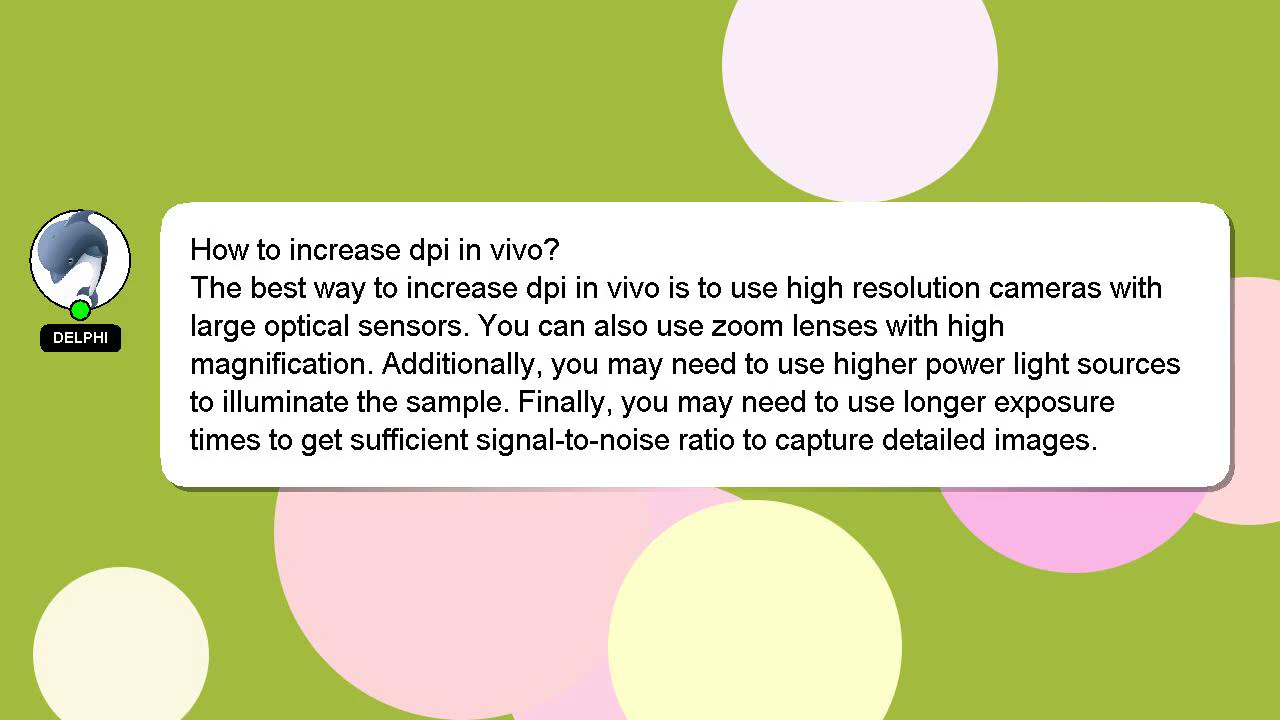 How to increase dpi in vivo?
The best way to increase dpi in vivo is to use high resolution cameras with
large optical sensors. You can also use zoom lenses with high
magnification. Additionally, you may need to use higher power light sources
to illuminate the sample. Finally, you may need to use longer exposure
times to get sufficient signal-to-noise ratio to capture detailed images.
DELPHI